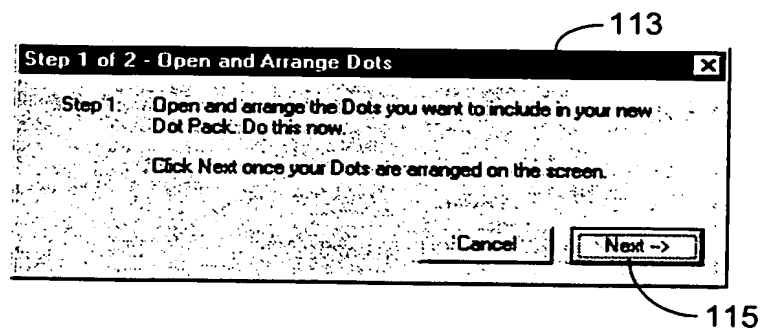 113
Step 1 of 2 - Open and Arrange Dots
Step 1: Open and arrange the Dots you want to include in your new
Dot Pack. Do this now.
Click Next once your Dots are arranged on the screen.
Cancel Next -->
115